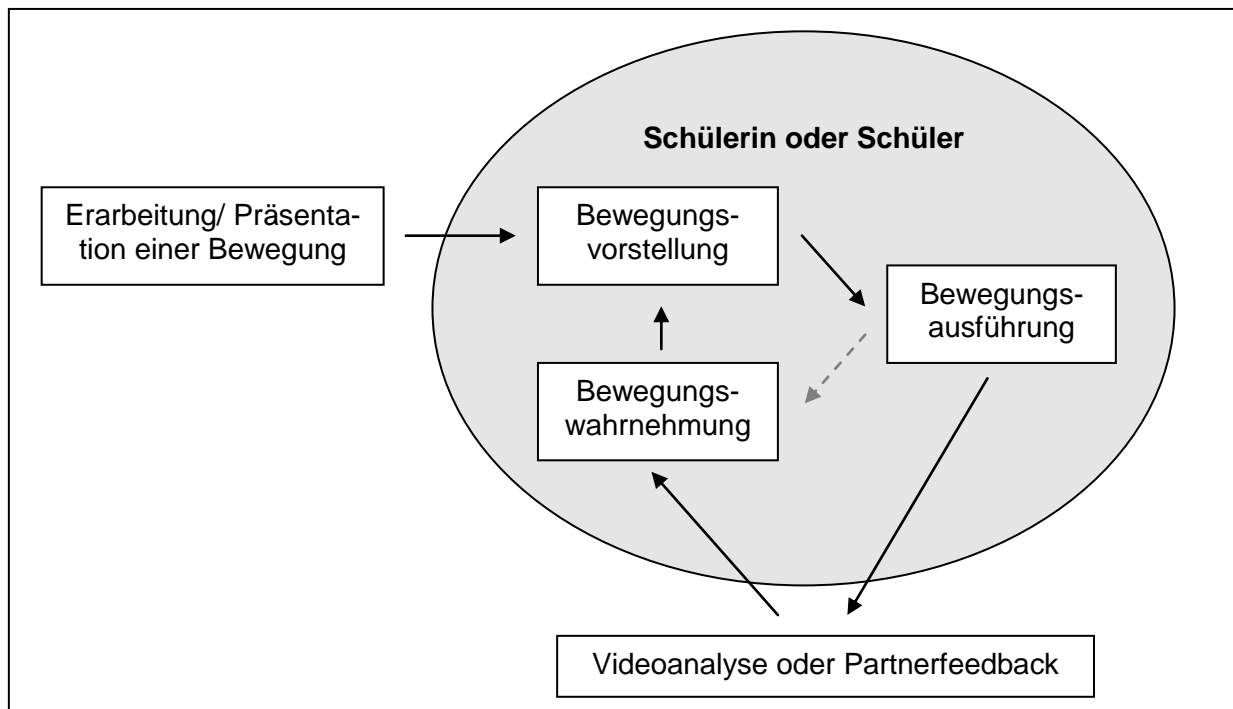 Schülerin oder Schüler
Erarbeitung/ Präsenta-
tion einer Bewegung
Bewegungs-
vorstellung
Bewegungs-
ausführung
Bewegungs-
wahrnehmung
Videoanalyse oder Partnerfeedback